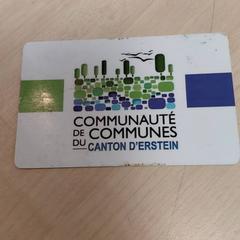 COMMUNAUTÉ
DE COMMUNES
DU CANTON D'ERSTEIN